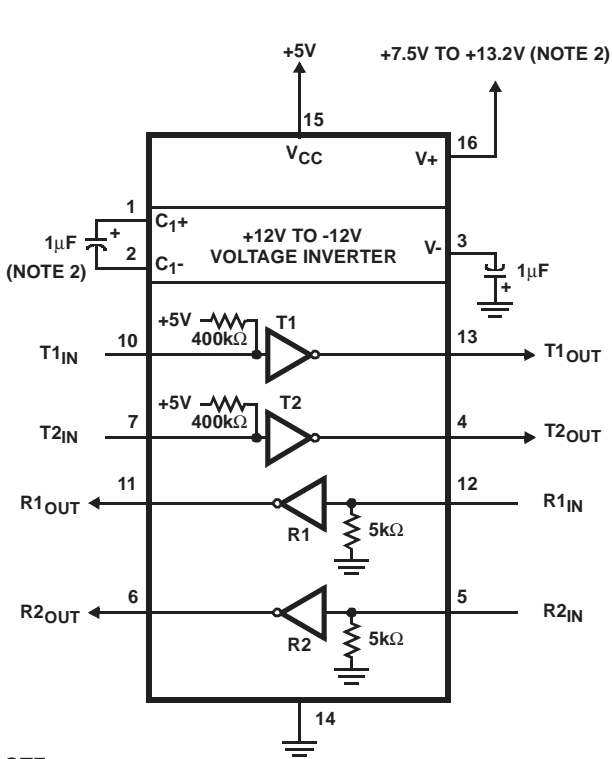 +5V
+7.5V TO +13.2V (NOTE 2)
15
16
VCC
V+
1
C1+
1µF
+
(NOTE 2)
2
C1-
+12V TO -12V
VOLTAGE INVERTER
V-
3
1µF
+
+5V
400kΩ
T1
T1IN
10
13
T1OUT
+5V
400kΩ
T2
T2IN
7
4
T2OUT
R1OUT
11
R1
5kΩ
12
R1IN
R2OUT
6
R2
5kΩ
5
R2IN
14